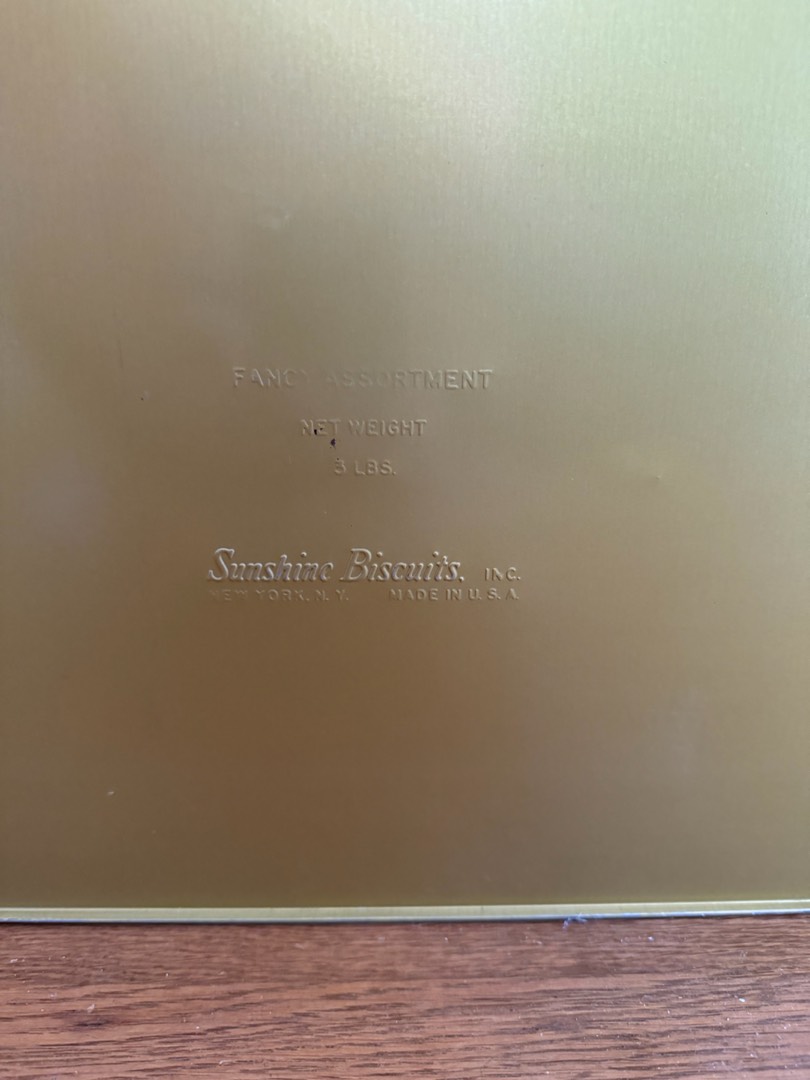 FANCY ASSORTMENT
NET WEIGHT
3 LBS.
Sunshine Biscuits, INC.
NEW YORK, N. Y. MADE IN U. S. A.